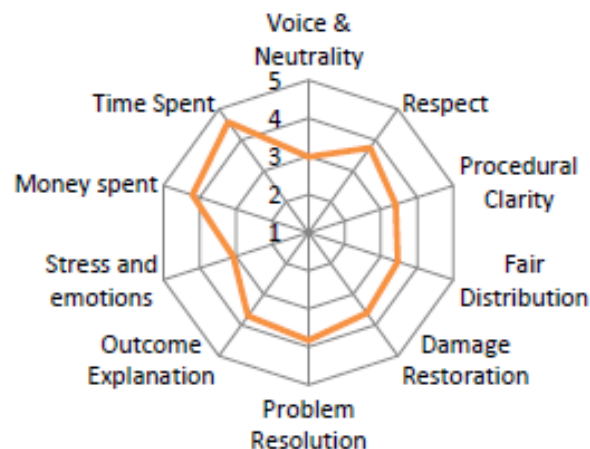 Voice &
Neutrality
Respect
Procedural
Clarity
Fair
Distribution
Damage
Restoration
Problem
Resolution
Outcome
Explanation
Stress and
emotions
Money spent
Time Spent
5
4
3
2
1